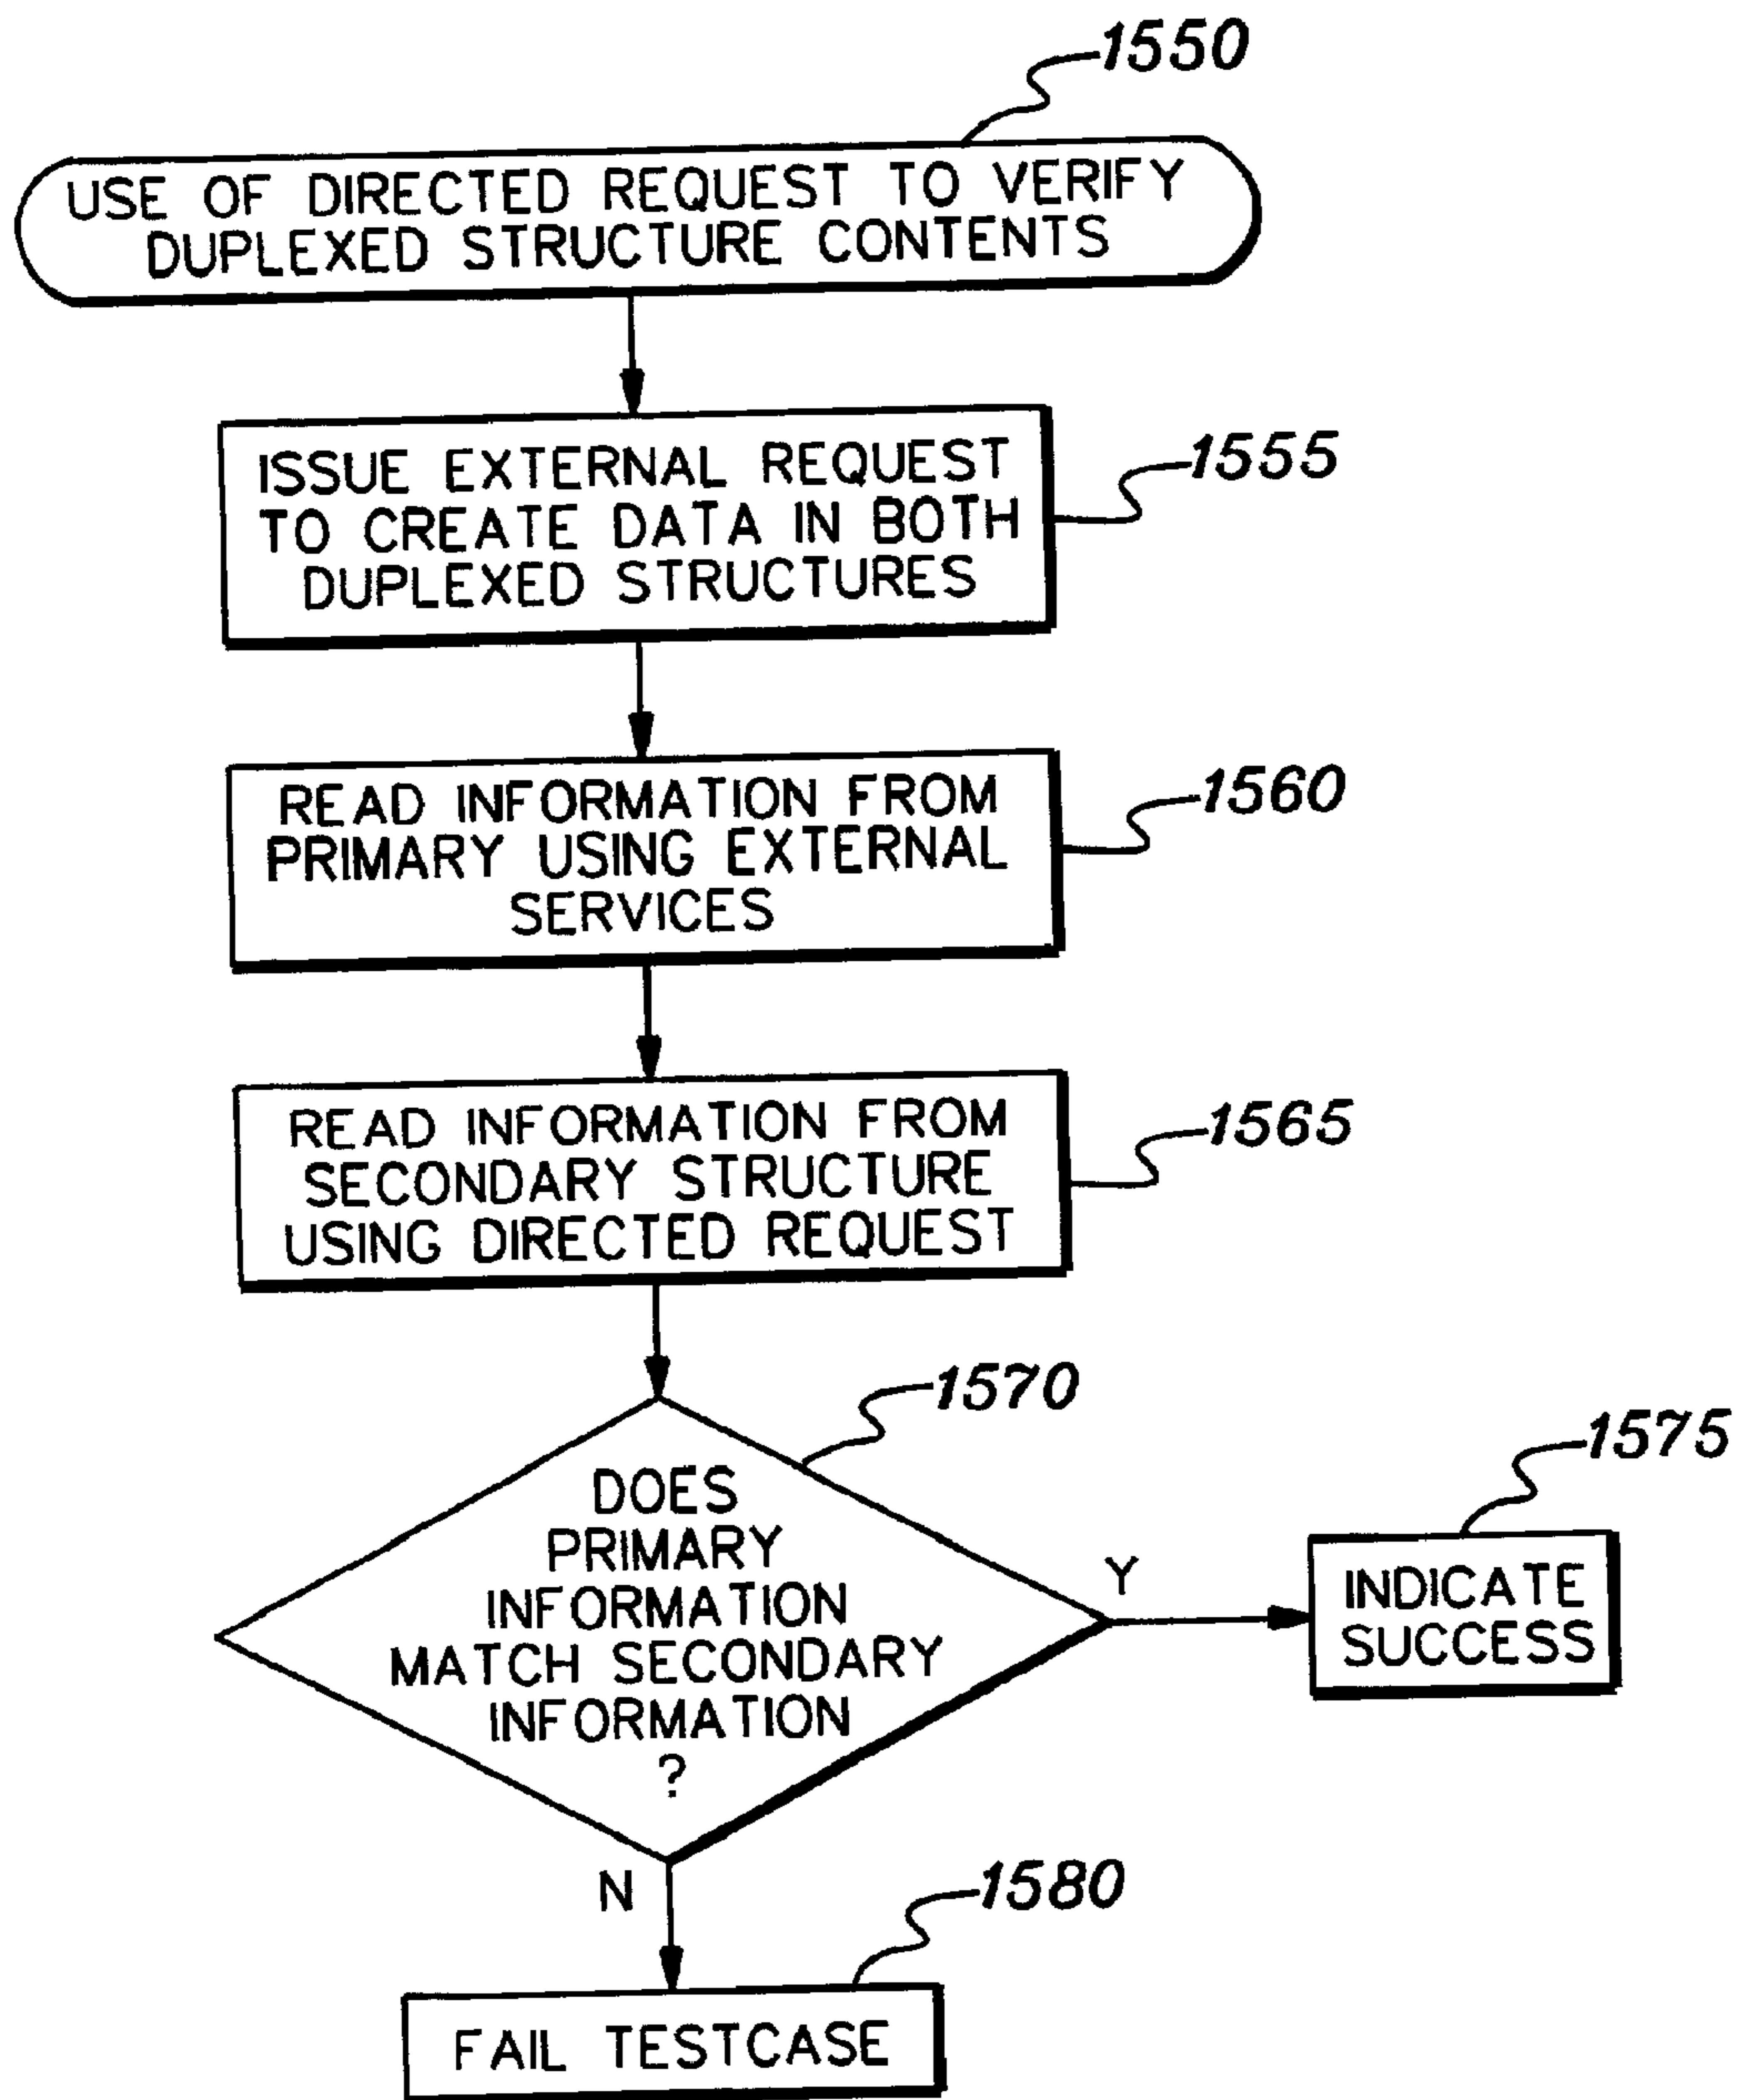 1550
USE OF DIRECTED REQUEST TO VERIFY
DUPLEXED STRUCTURE CONTENTS
ISSUE EXTERNAL REQUEST
TO CREATE DATA IN BOTH
DUPLEXED STRUCTURES
1555
READ INFORMATION FROM
PRIMARY USING EXTERNAL
SERVICES
1560
READ INFORMATION FROM
SECONDARY STRUCTURE
USING DIRECTED REQUEST
1565
1570
DOES
PRIMARY
INFORMATION
MATCH SECONDARY
INFORMATION
?
Y
1575
INDICATE
SUCCESS
N
1580
FAIL TESTCASE